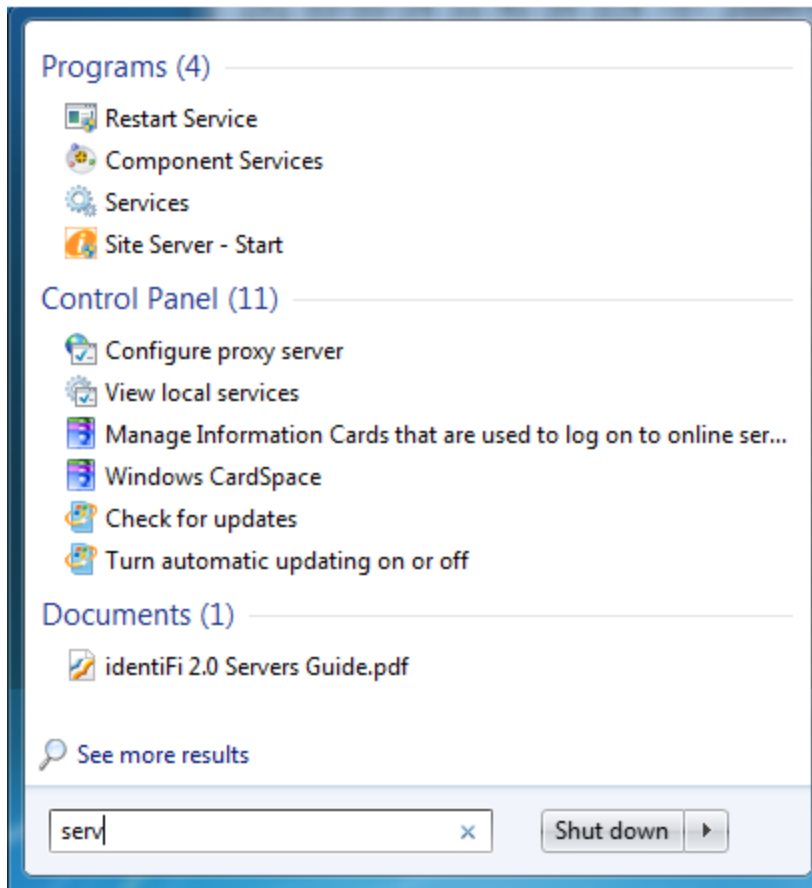 Programs (4)
Restart Service
Component Services
Services
Site Server - Start
Control Panel (11)
Configure proxy server
View local services
Manage Information Cards that are used to log on to online ser...
Windows CardSpace
Check for updates
Turn automatic updating on or off
Documents (1)
identiFi 2.0 Servers Guide.pdf
See more results
serv
Shut down